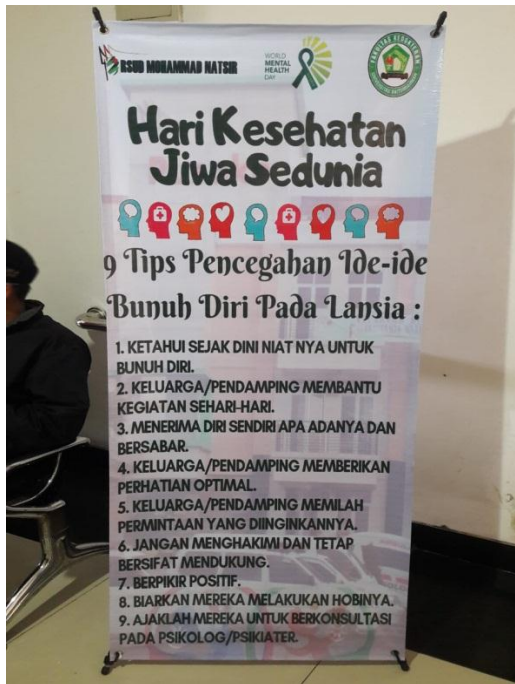 RSUD MOHAMMAD NATSIR
WORLD
MENTAL
HEALTH
DAY
FAKULTAS KEDOKTERAN
Hari Kesehatan
Jiwa Sedunia
9 Tips Pencegahan Ide-ide
Bunuh Diri Pada Lansia :
1. KETAHUI SEJAK DINI NIAT NYA UNTUK
BUNUH DIRI.
2. KELUARGA/PENDAMPING MEMBANTU
KEGIATAN SEHARI-HARI.
3. MENERIMA DIRI SENDIRI APA ADANYA DAN
BERSABAR.
4. KELUARGA/PENDAMPING MEMBERIKAN
PERHATIAN OPTIMAL.
5. KELUARGA/PENDAMPING MEMILAH
PERMINTAAN YANG DIINGINKANNYA.
6. JANGAN MENGHAKIMI DAN TETAP
BERSIFAT MENDUKUNG.
7. BERPIKIR POSITIF.
8. BIARKAN MEREKA MELAKUKAN HOBINYA.
9. AJAKLAH MEREKA UNTUK BERKONSULTASI
PADA PSIKOLOG/PSIKIATER.